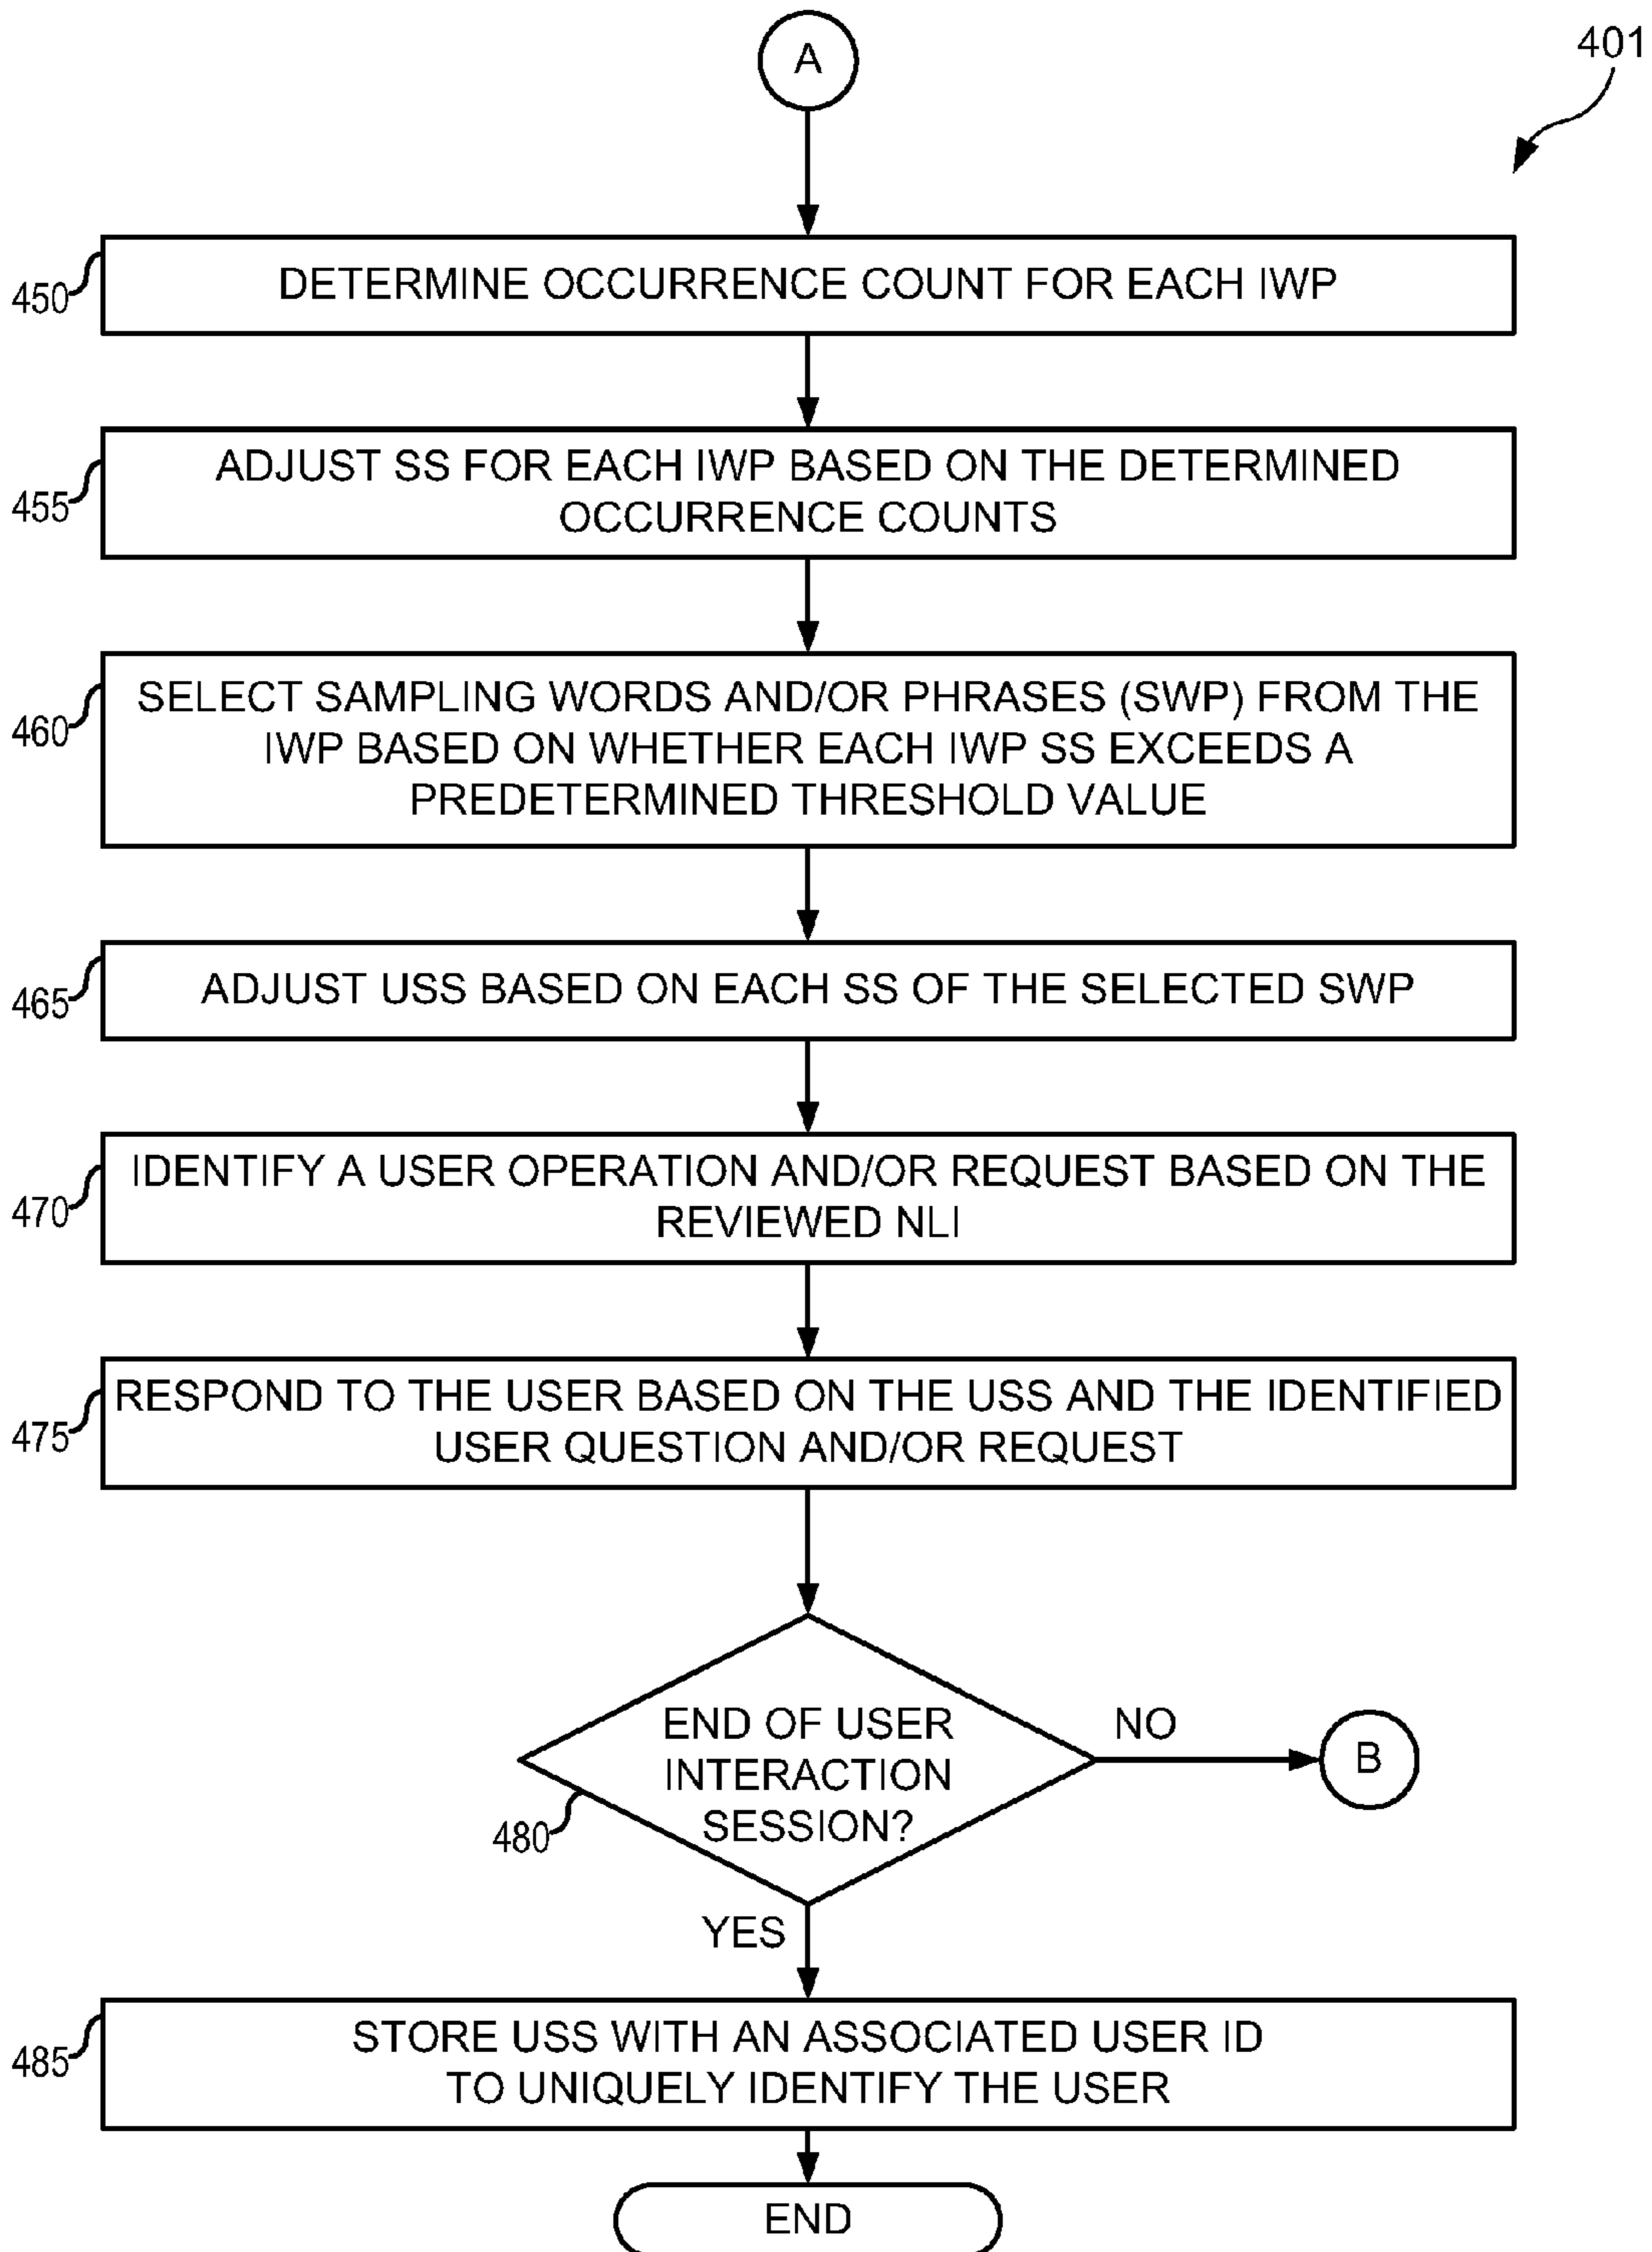 A
401
450
DETERMINE OCCURRENCE COUNT FOR EACH IWP
455
ADJUST SS FOR EACH IWP BASED ON THE DETERMINED
OCCURRENCE COUNTS
460
SELECT SAMPLING WORDS AND/OR PHRASES (SWP) FROM THE
IWP BASED ON WHETHER EACH IWP SS EXCEEDS A
PREDETERMINED THRESHOLD VALUE
465
ADJUST USS BASED ON EACH SS OF THE SELECTED SWP
470
IDENTIFY A USER OPERATION AND/OR REQUEST BASED ON THE
REVIEWED NLI
475
RESPOND TO THE USER BASED ON THE USS AND THE IDENTIFIED
USER QUESTION AND/OR REQUEST
480
END OF USER
INTERACTION
SESSION?
NO
B
YES
485
STORE USS WITH AN ASSOCIATED USER ID
TO UNIQUELY IDENTIFY THE USER
END